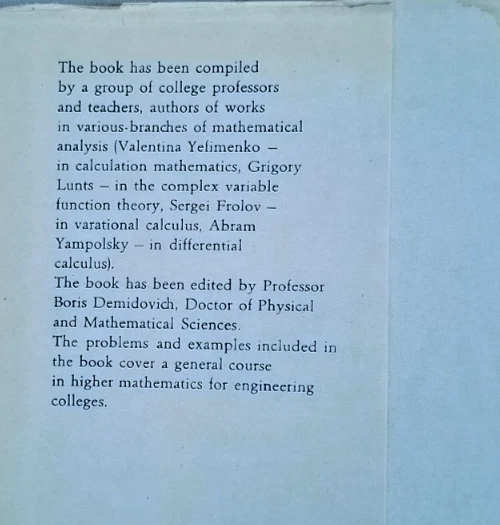 The book has been compiled
by a group of college professors
and teachers, authors of works
in various-branches of mathematical
analysis (Valentina Yefimenko –
in calculation mathematics, Grigory
Lunts – in the complex variable
function theory, Sergei Frolov –
in varational calculus, Abram
Yampolsky – in differential
calculus).
The book has been edited by Professor
Boris Demidovich, Doctor of Physical
and Mathematical Sciences.
The problems and examples included in
the book cover a general course
in higher mathematics for engineering
colleges.